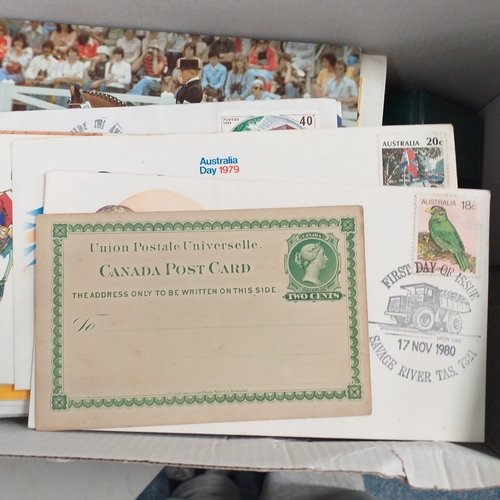 40
AUSTRALIA 20c
Australia
Day 1979
AUSTRALIA 18c
FIRST DAY OF ISSUE
17 NOV 1980
SAVAGE RIVER TAS. 7321
Union Postale Universelle.
CANADA POST CARD
THE ADDRESS ONLY TO BE WRITTEN ON THIS SIDE.
TWO CENTS
To